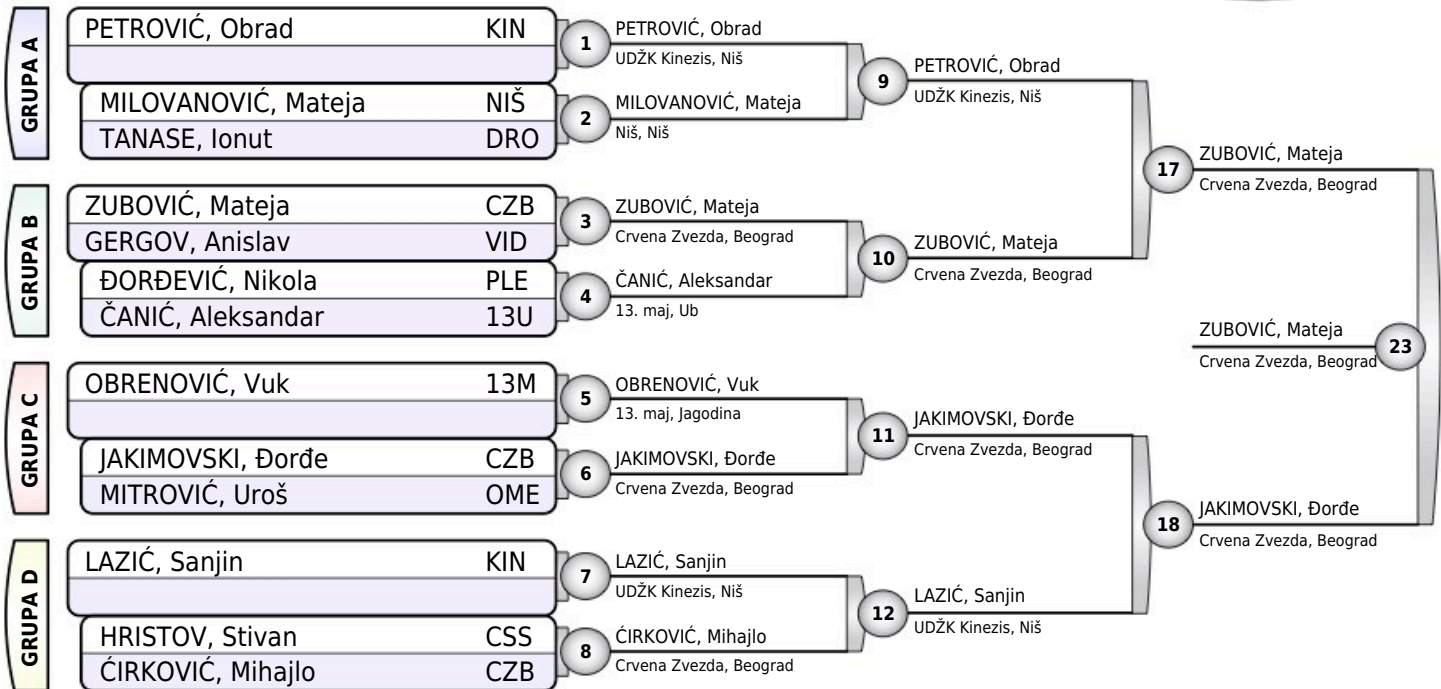 GRUPA A
PETROVIĆ, Obrad KIN
MILOVANOVIĆ, Mateja NIŠ
TANASE, Ionut DRO
GRUPA B
ZUBOVIĆ, Mateja CZB
GERGOV, Anislav VID
ĐORĐEVIĆ, Nikola PLE
ČANIĆ, Aleksandar 13U
GRUPA C
OBRENOVIĆ, Vuk 13M
JAKIMOVSKI, Đorđe CZB
MITROVIĆ, Uroš OME
GRUPA D
LAZIĆ, Sanjin KIN
HRISTOV, Stivan CSS
ĆIRKOVIĆ, Mihajlo CZB
1
PETROVIĆ, Obrad
UDŽK Kinezis, Niš
2
MILOVANOVIĆ, Mateja
Niš, Niš
3
ZUBOVIĆ, Mateja
Crvena Zvezda, Beograd
4
ČANIĆ, Aleksandar
13. maj, Ub
5
OBRENOVIĆ, Vuk
13. maj, Jagodina
6
JAKIMOVSKI, Đorđe
Crvena Zvezda, Beograd
7
LAZIĆ, Sanjin
UDŽK Kinezis, Niš
8
ĆIRKOVIĆ, Mihajlo
Crvena Zvezda, Beograd
9
PETROVIĆ, Obrad
UDŽK Kinezis, Niš
10
ZUBOVIĆ, Mateja
Crvena Zvezda, Beograd
11
JAKIMOVSKI, Đorđe
Crvena Zvezda, Beograd
12
LAZIĆ, Sanjin
UDŽK Kinezis, Niš
17
ZUBOVIĆ, Mateja
Crvena Zvezda, Beograd
18
JAKIMOVSKI, Đorđe
Crvena Zvezda, Beograd
ZUBOVIĆ, Mateja
Crvena Zvezda, Beograd
23